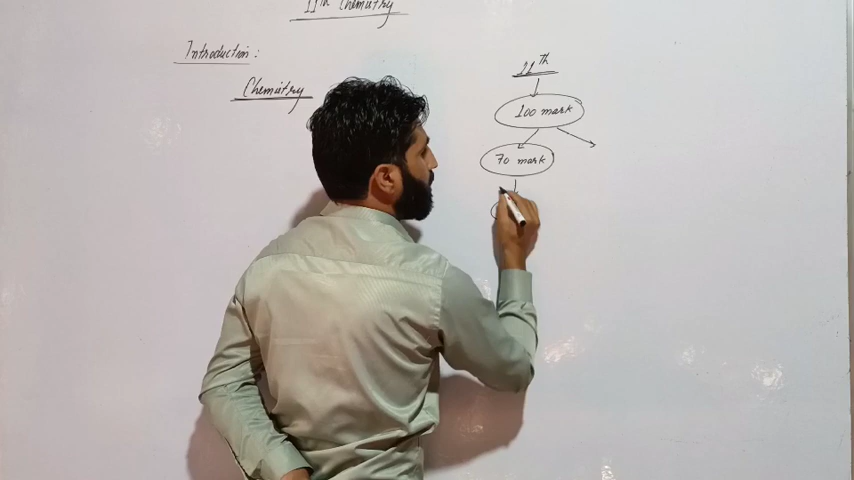 11th Chemistry
Introduction :
Chemistry
11th
100 mark
70 mark